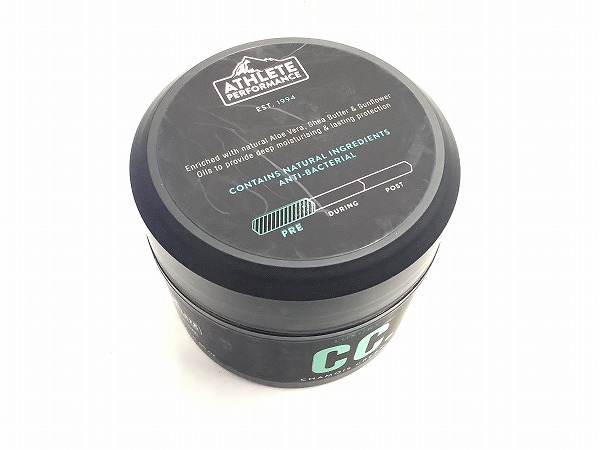 ATHLETE
PERFORMANCE
EST. 1994
Enriched with natural Aloe Vera, Shea Butter & Sunflower
Oils to provide deep moisturising & lasting protection
CONTAINS NATURAL INGREDIENTS
ANTI-BACTERIAL
PRE
DURING
POST
CC.
CHAMOIS